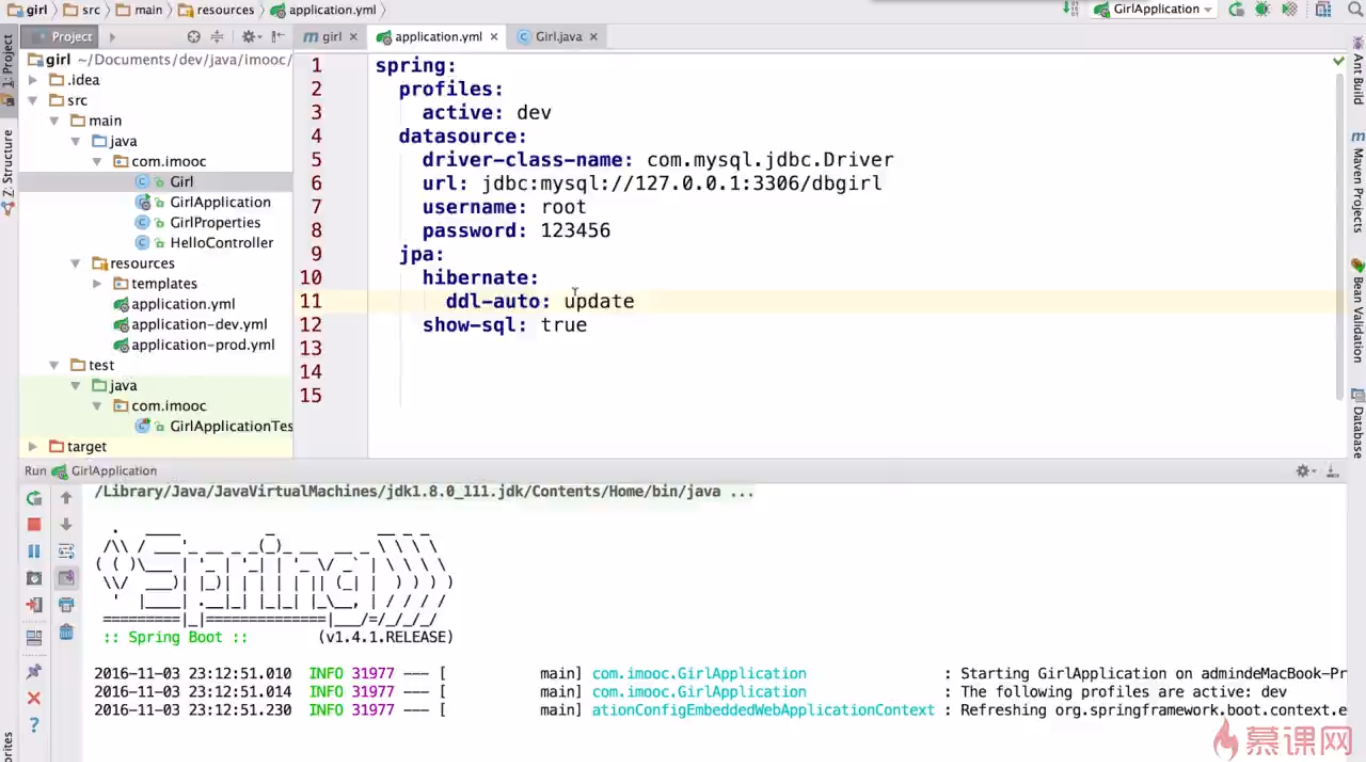 girl src main resources application.yml
GirlApplication
Project
girl
application.yml
Girl.java
1: Project
Z: Structure
girl ~/Documents/dev/java/imooc/
.idea
src
main
java
com.imooc
Girl
GirlApplication
GirlProperties
HelloController
resources
templates
application.yml
application-dev.yml
application-prod.yml
test
java
com.imooc
GirlApplicationTes
target
1 spring:
2 profiles:
3 active: dev
4 datasource:
5 driver-class-name: com.mysql.jdbc.Driver
6 url: jdbc:mysql://127.0.0.1:3306/dbgirl
7 username: root
8 password: 123456
9 jpa:
10 hibernate:
11 ddl-auto: update
12 show-sql: true
13
14
15
Ant Build
Maven Projects
Bean Validation
Database
Run GirlApplication
/Library/Java/JavaVirtualMachines/jdk1.8.0_111.jdk/Contents/Home/bin/java ...
:: Spring Boot :: (v1.4.1.RELEASE)
2016-11-03 23:12:51.010 INFO 31977 --- [ main] com.imooc.GirlApplication : Starting GirlApplication on admindeMacBook-Pr
2016-11-03 23:12:51.014 INFO 31977 --- [ main] com.imooc.GirlApplication : The following profiles are active: dev
2016-11-03 23:12:51.230 INFO 31977 --- [ main] ationConfigEmbeddedWebApplicationContext : Refreshing org.springframework.boot.context.e
orites
慕课网